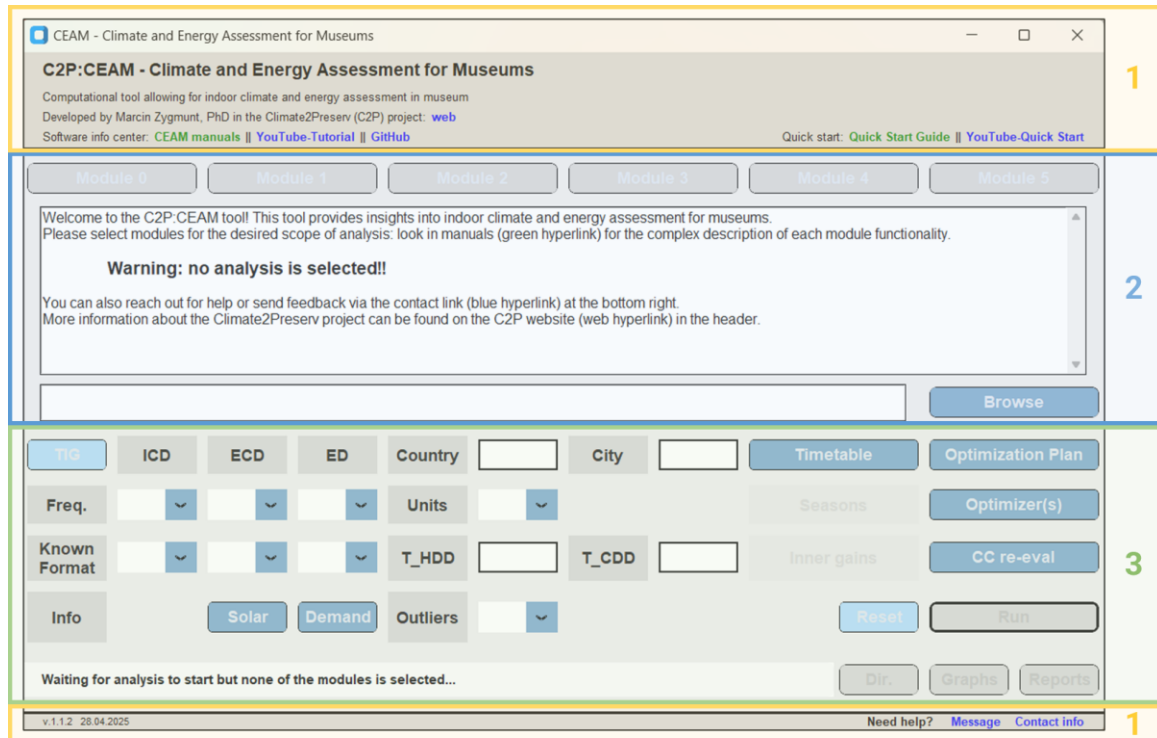 CEAM - Climate and Energy Assessment for Museums
C2P:CEAM - Climate and Energy Assessment for Museums
Computational tool allowing for indoor climate and energy assessment in museum
Developed by Marcin Zygmunt, PhD in the Climate2Preserv (C2P) project: web
Software info center: CEAM manuals || YouTube-Tutorial || GitHub
Quick start: Quick Start Guide || YouTube-Quick Start
1
Module 0 Module 1 Module 2 Module 3 Module 4 Module 5
Welcome to the C2P:CEAM tool! This tool provides insights into indoor climate and energy assessment for museums.
Please select modules for the desired scope of analysis: look in manuals (green hyperlink) for the complex description of each module functionality.
Warning: no analysis is selected!!
You can also reach out for help or send feedback via the contact link (blue hyperlink) at the bottom right.
More information about the Climate2Preserv project can be found on the C2P website (web hyperlink) in the header.
2
Browse
TIG ICD ECD ED Country City Timetable Optimization Plan
Freq. Units Seasons Optimizer(s)
Known
Format
T_HDD T_CDD Inner gains CC re-eval
3
Info Solar Demand Outliers Reset Run
Waiting for analysis to start but none of the modules is selected...
Dir. Graphs Reports
v.1.1.2 28.04.2025
Need help? Message Contact info
1